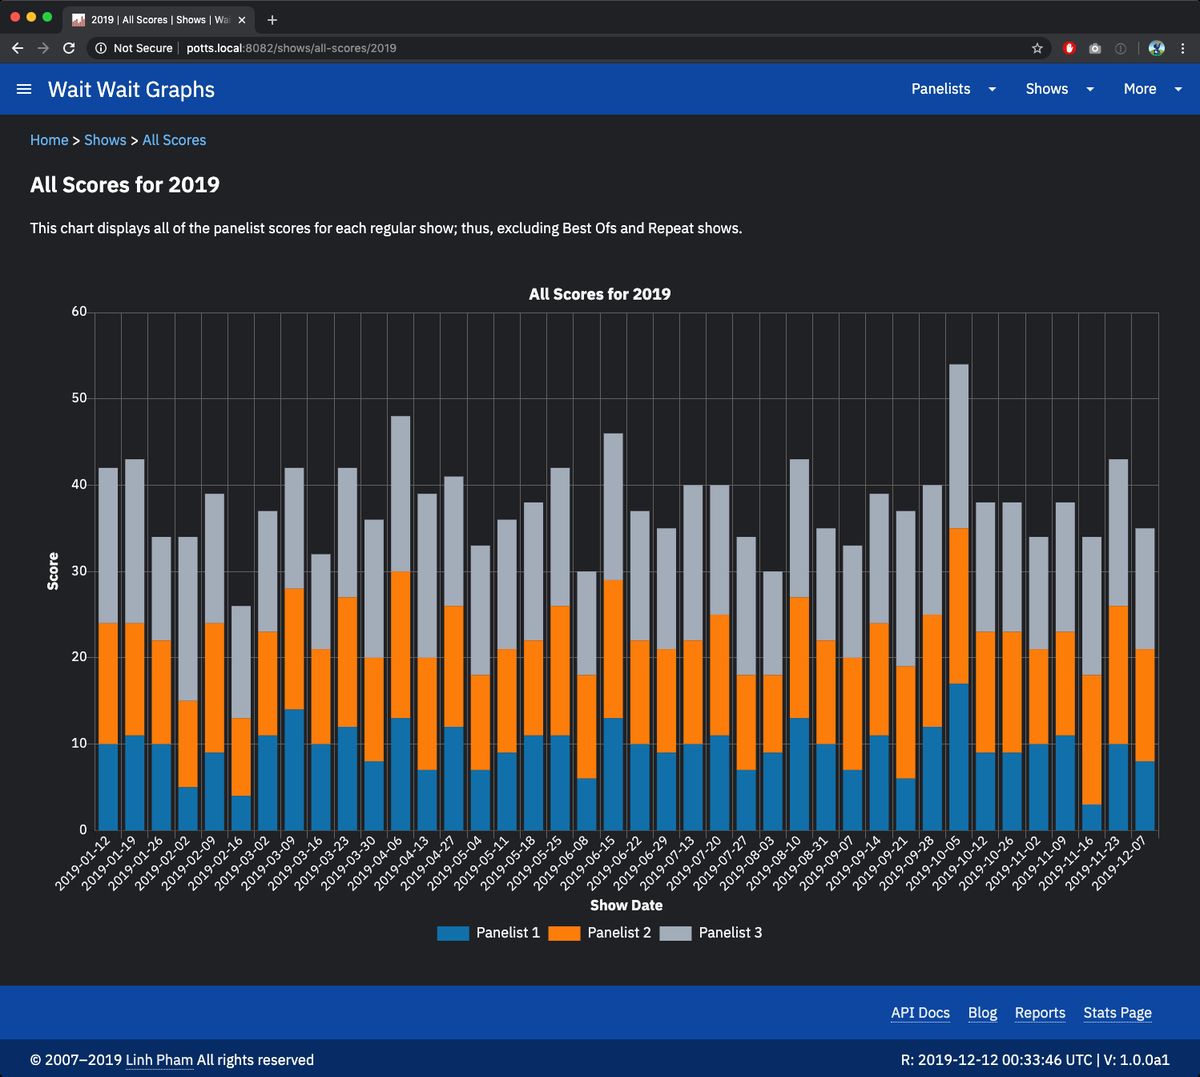 2019 | All Scores | Shows | Wai
Not Secure | potts.local:8082/shows/all-scores/2019
Wait Wait Graphs
Panelists
Shows
More
Home > Shows > All Scores
All Scores for 2019
This chart displays all of the panelist scores for each regular show; thus, excluding Best Ofs and Repeat shows.
All Scores for 2019
60
50
40
30
20
10
0
Score
2019-01-12
2019-01-19
2019-01-26
2019-02-02
2019-02-09
2019-02-16
2019-03-02
2019-03-09
2019-03-16
2019-03-23
2019-03-30
2019-04-06
2019-04-13
2019-04-27
2019-05-04
2019-05-11
2019-05-18
2019-05-25
2019-06-08
2019-06-15
2019-06-22
2019-06-29
2019-07-13
2019-07-20
2019-07-27
2019-08-03
2019-08-10
2019-08-31
2019-09-07
2019-09-14
2019-09-21
2019-09-28
2019-10-05
2019-10-12
2019-10-26
2019-11-02
2019-11-09
2019-11-16
2019-11-23
2019-12-07
Show Date
Panelist 1
Panelist 2
Panelist 3
API Docs
Blog
Reports
Stats Page
© 2007–2019 Linh Pham All rights reserved
R: 2019-12-12 00:33:46 UTC | V: 1.0.0a1